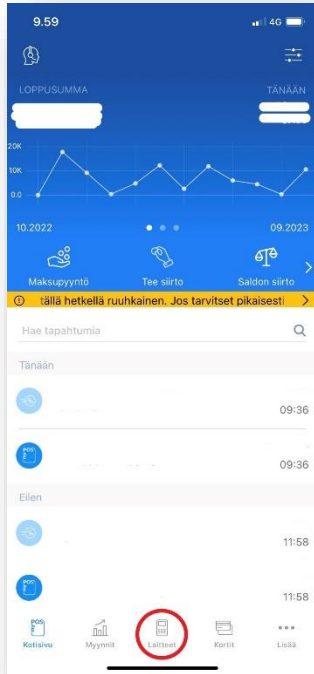 9.59 4G
LOPPUSUMMA TÄNÄÄN
20K
10K
0.0
10.2022 09.2023
Maksupyyntö Tee siirto Saldon siirto
tällä hetkellä ruuhkainen. Jos tarvitset pikaisesti
Hae tapahtumia
Tänään
09:36
POS
09:36
Eilen
11:58
POS
11:58
POS
Kotisivu Myynnit Laitteet Kortit Lisää